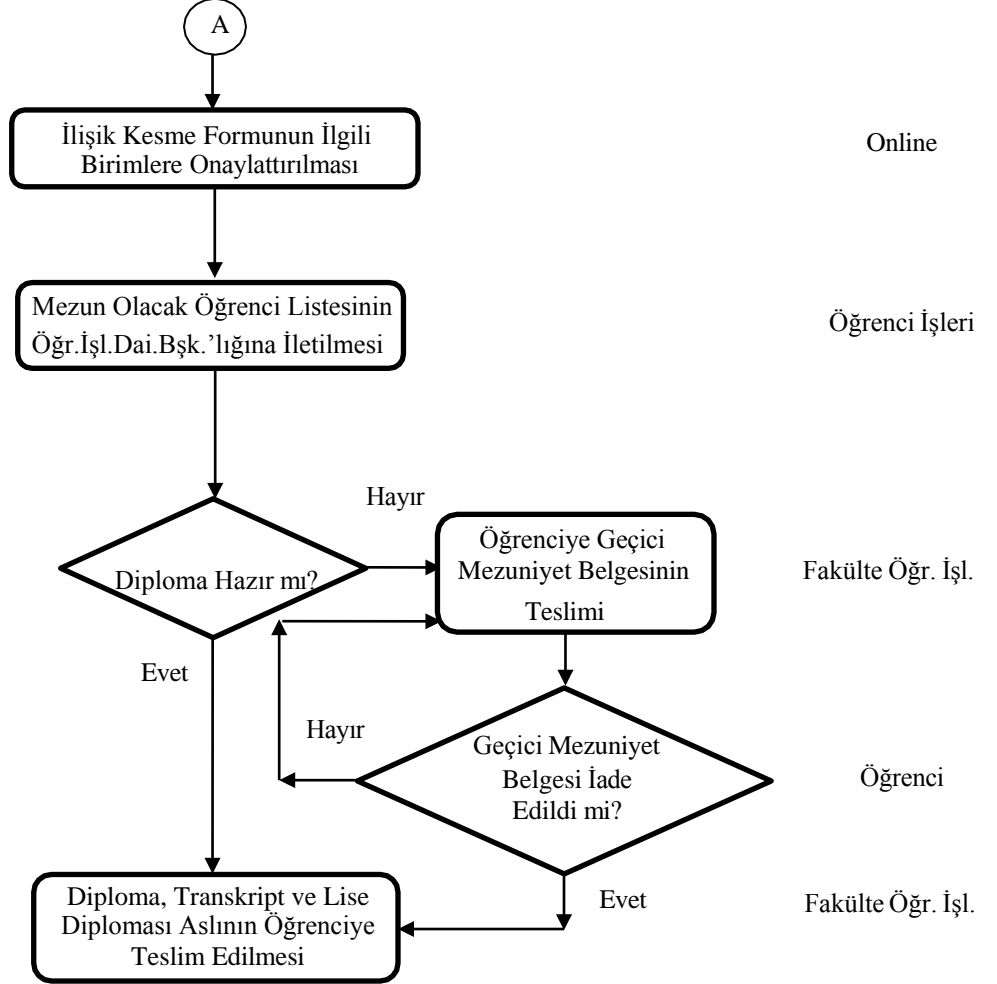 A
İlişik Kesme Formunun İlgili
Birimlere Onaylattırılması
Online
Mezun Olacak Öğrenci Listesinin
Öğr.İşl.Dai.Bşk.’lığına İletilmesi
Öğrenci İşleri
Hayır
Diploma Hazır mı?
Öğrenciye Geçici
Mezuniyet Belgesinin
Teslimi
Fakülte Öğr. İşl.
Evet
Hayır
Geçici Mezuniyet
Belgesi İade
Edildi mi?
Öğrenci
Evet
Diploma, Transkript ve Lise
Diploması Aslının Öğrenciye
Teslim Edilmesi
Fakülte Öğr. İşl.